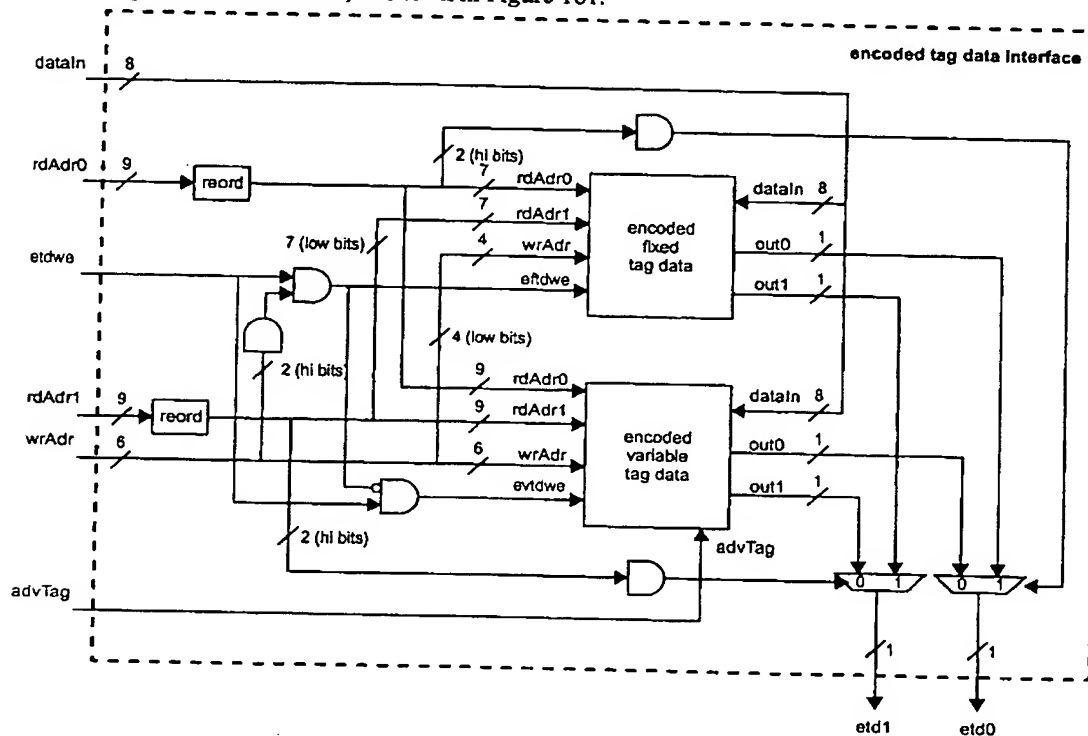 in Figure 161.
encoded tag data interface
dataIn
8
2 (hi bits)
rdAdr0
9
reord
7
rdAdr0
7
rdAdr1
4
wrAdr
eftdwe
encoded
fixed
tag data
dataIn
8
out0
1
out1
1
7 (low bits)
etdwe
4 (low bits)
2 (hi bits)
rdAdr1
9
reord
wrAdr
6
9
rdAdr0
9
rdAdr1
6
wrAdr
evtdwe
encoded
variable
tag data
dataIn
8
out0
1
out1
1
advTag
2 (hi bits)
advTag
0
1
0
1
1
1
etd1
etd0